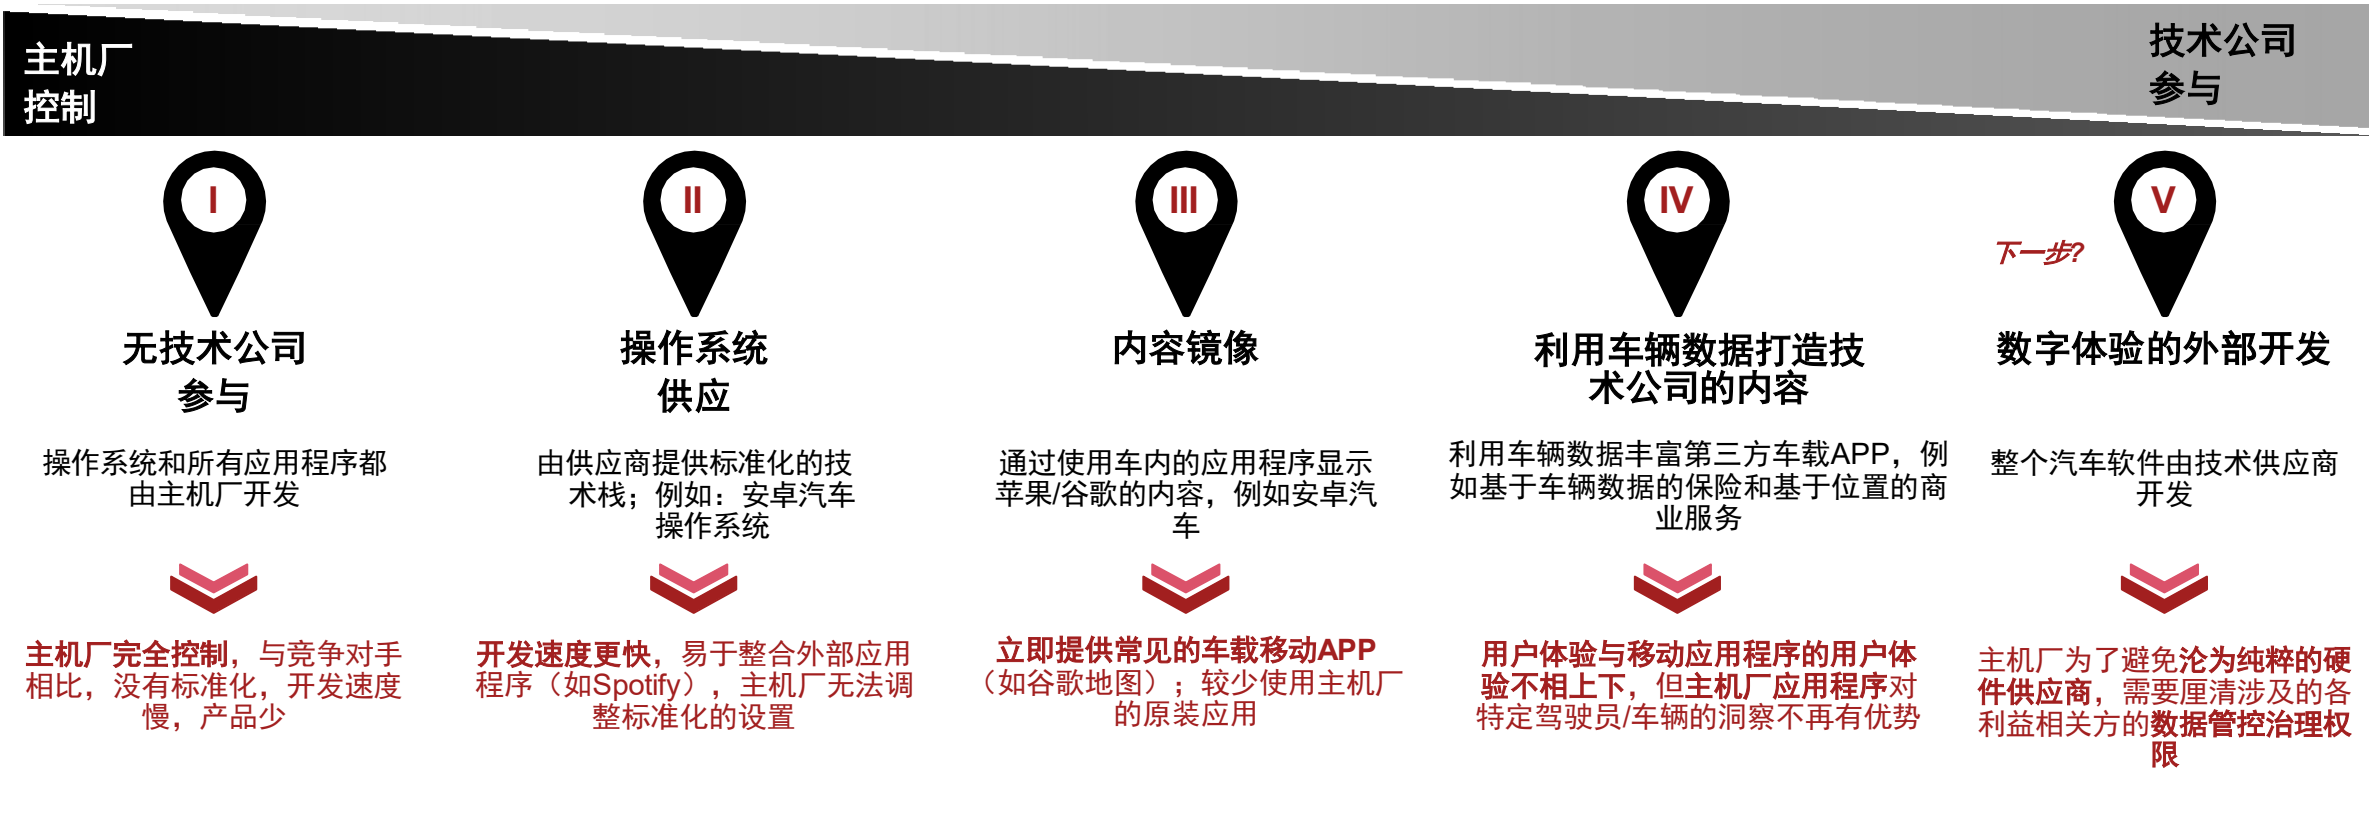 主机厂
控制
技术公司
参与
I
II
III
IV
V
下一步?
无技术公司
参与
操作系统
供应
内容镜像
利用车辆数据打造技
术公司的内容
数字体验的外部开发
操作系统和所有应用程序都
由主机厂开发
由供应商提供标准化的技
术栈；例如：安卓汽车
操作系统
通过使用车内的应用程序显示
苹果/谷歌的内容，例如安卓汽
车
利用车辆数据丰富第三方车载APP，例
如基于车辆数据的保险和基于位置的商
业服务
整个汽车软件由技术供应商
开发
主机厂完全控制，与竞争对手
相比，没有标准化，开发速度
慢，产品少
开发速度更快，易于整合外部应用
程序（如Spotify），主机厂无法调
整标准化的设置
立即提供常见的车载移动APP
（如谷歌地图）；较少使用主机厂
的原装应用
用户体验与移动应用程序的用户体
验不相上下，但主机厂应用程序对
特定驾驶员/车辆的洞察不再有优势
主机厂为了避免沦为纯粹的硬
件供应商，需要厘清涉及的各
利益相关方的数据管控治理权
限